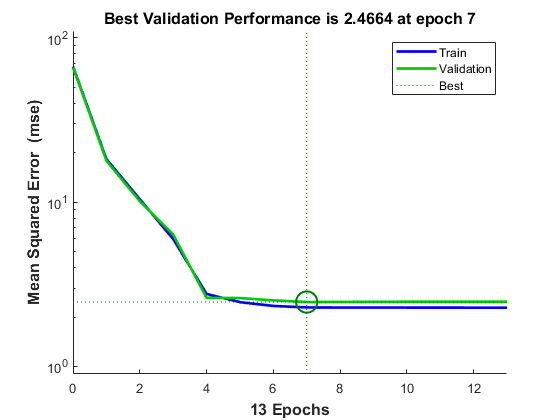 Best Validation Performance is 2.4664 at epoch 7
Train
Validation
Best
Mean Squared Error (mse)
10^2
10^1
10^0
0 2 4 6 8 10 12
13 Epochs